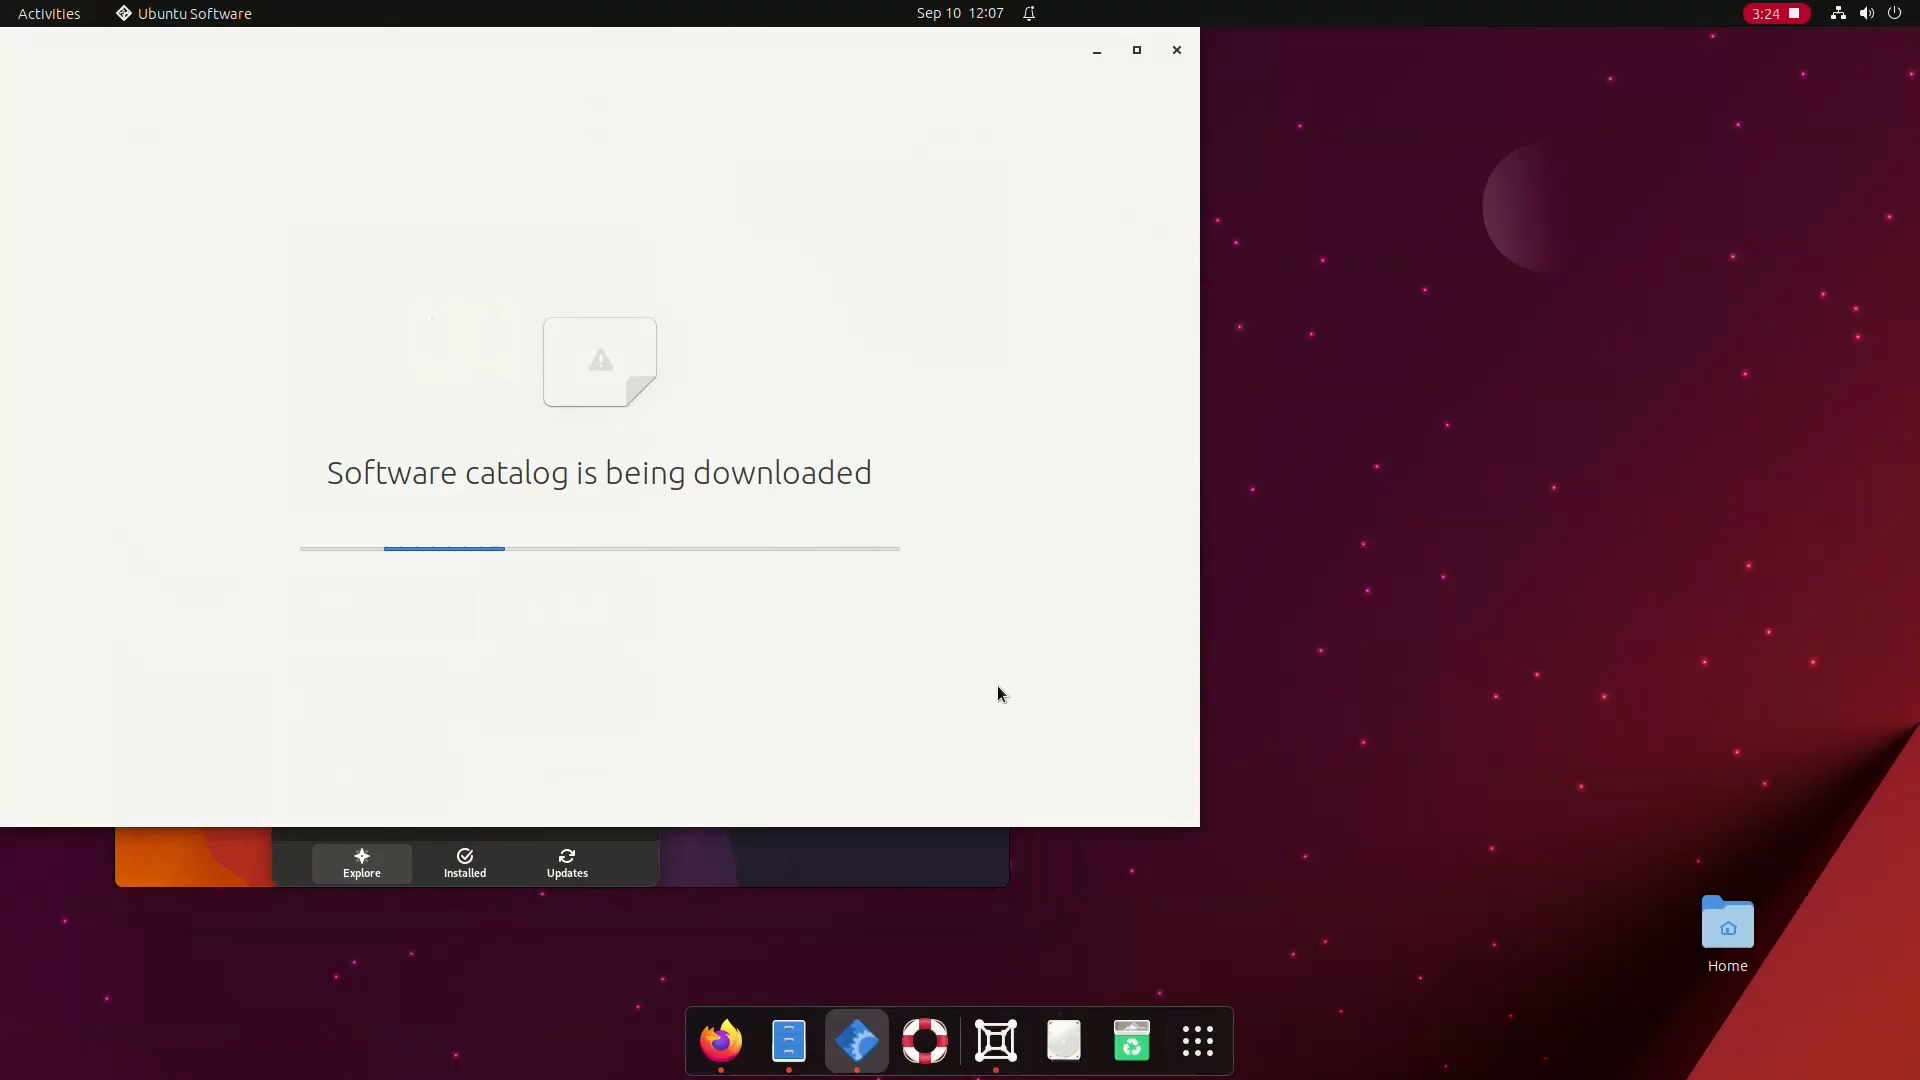 Activities
Ubuntu Software
Sep 10 12:07
3:24
Software catalog is being downloaded
Explore
Installed
Updates
Home